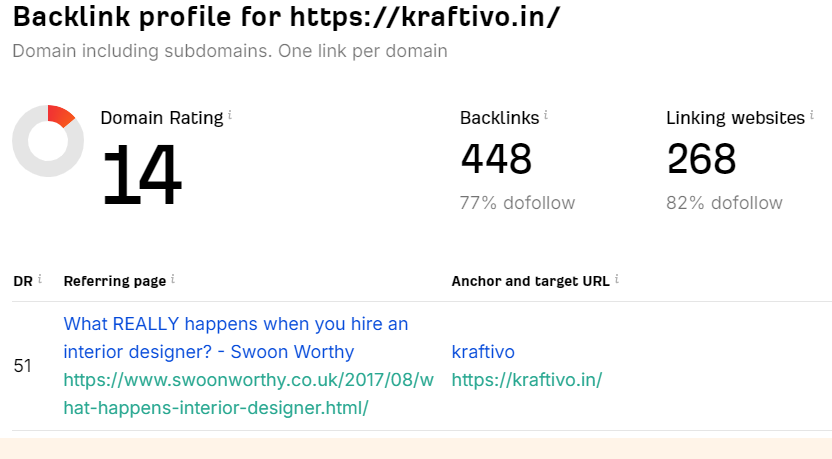 Backlink profile for https://kraftivo.in/
Domain including subdomains. One link per domain
Domain Rating i
14
Backlinks i
448
77% dofollow
Linking websites i
268
82% dofollow
DR i Referring page i Anchor and target URL i
51
What REALLY happens when you hire an
interior designer? - Swoon Worthy
https://www.swoonworthy.co.uk/2017/08/w
hat-happens-interior-designer.html/
kraftivo
https://kraftivo.in/